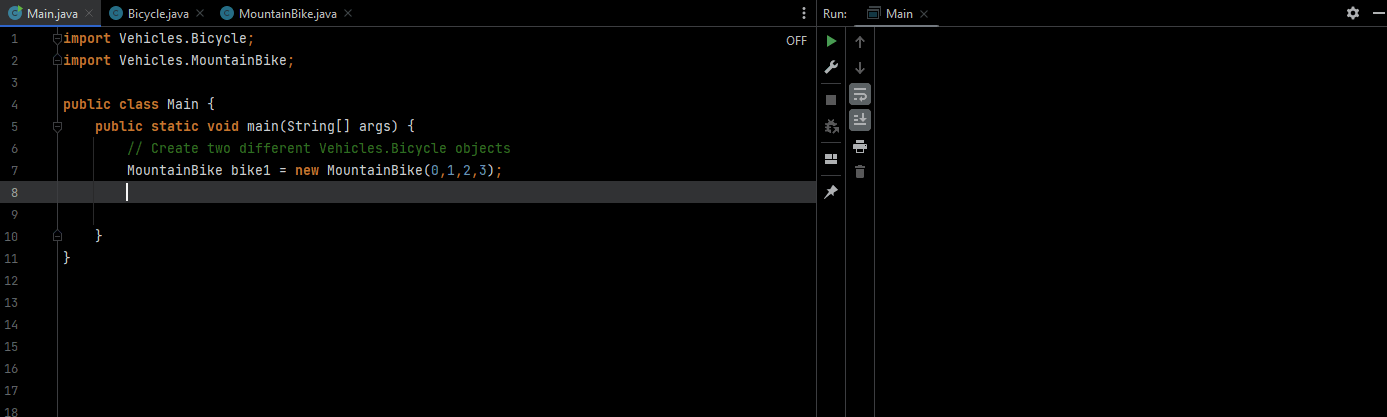 Main.java Bicycle.java MountainBike.java Run: Main
OFF
1 import Vehicles.Bicycle;
2 import Vehicles.MountainBike;
3
4 public class Main {
5 public static void main(String[] args) {
6 // Create two different Vehicles.Bicycle objects
7 MountainBike bike1 = new MountainBike(0,1,2,3);
8
9
10 }
11 }
12
13
14
15
16
17
18